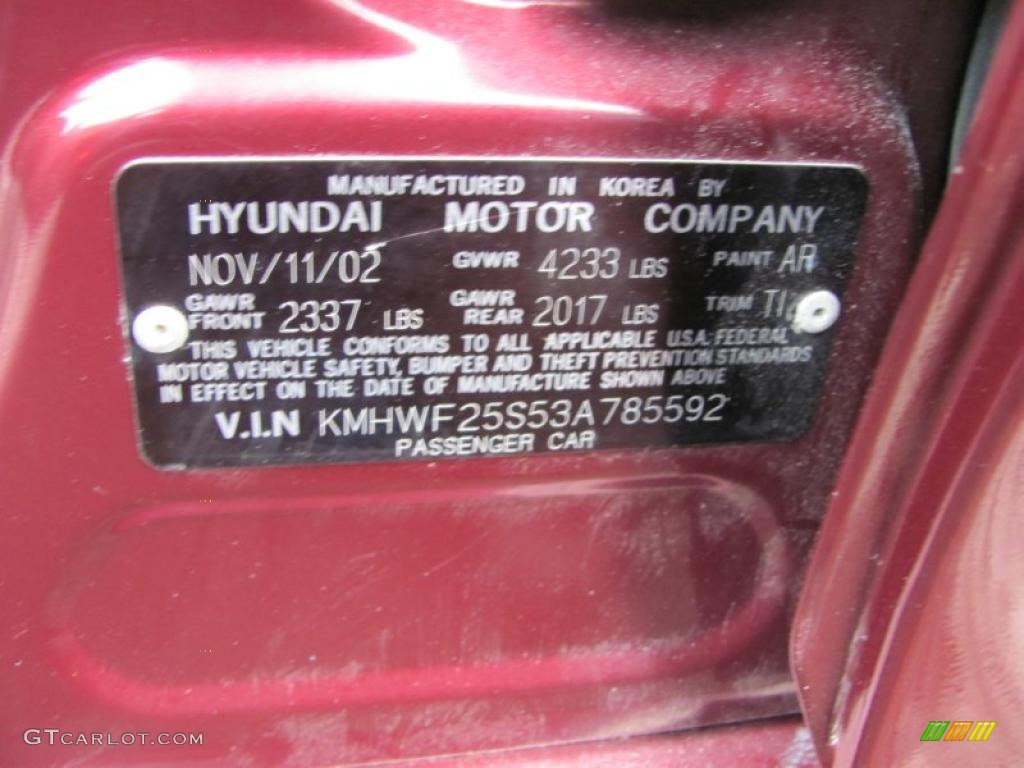 MANUFACTURED IN KOREA BY
HYUNDAI MOTOR COMPANY
NOV/11/02 GVWR 4233 LBS PAINT AR
GAWR FRONT 2337 LBS GAWR REAR 2017 LBS TRIM TI
THIS VEHICLE CONFORMS TO ALL APPLICABLE U.S.A. FEDERAL
MOTOR VEHICLE SAFETY, BUMPER AND THEFT PREVENTION STANDARDS
IN EFFECT ON THE DATE OF MANUFACTURE SHOWN ABOVE
V.I.N KMHWF25S53A785592
PASSENGER CAR
GTCARLOT.COM